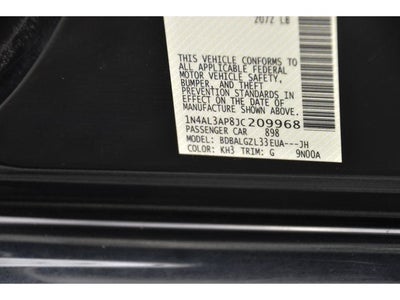 2072 LB
THIS VEHICLE CONFORMS TO
ALL APPLICABLE FEDERAL
MOTOR VEHICLE SAFETY,
BUMPER, AND THEFT
PREVENTION STANDARDS IN
EFFECT ON THE DATE OF
MANUFACTURE SHOWN ABOVE.
1N4AL3AP8JC209968
PASSENGER CAR 898
MODEL: BDBALGZL33EUA---JH
COLOR: KH3 TRIM: G 9N00A